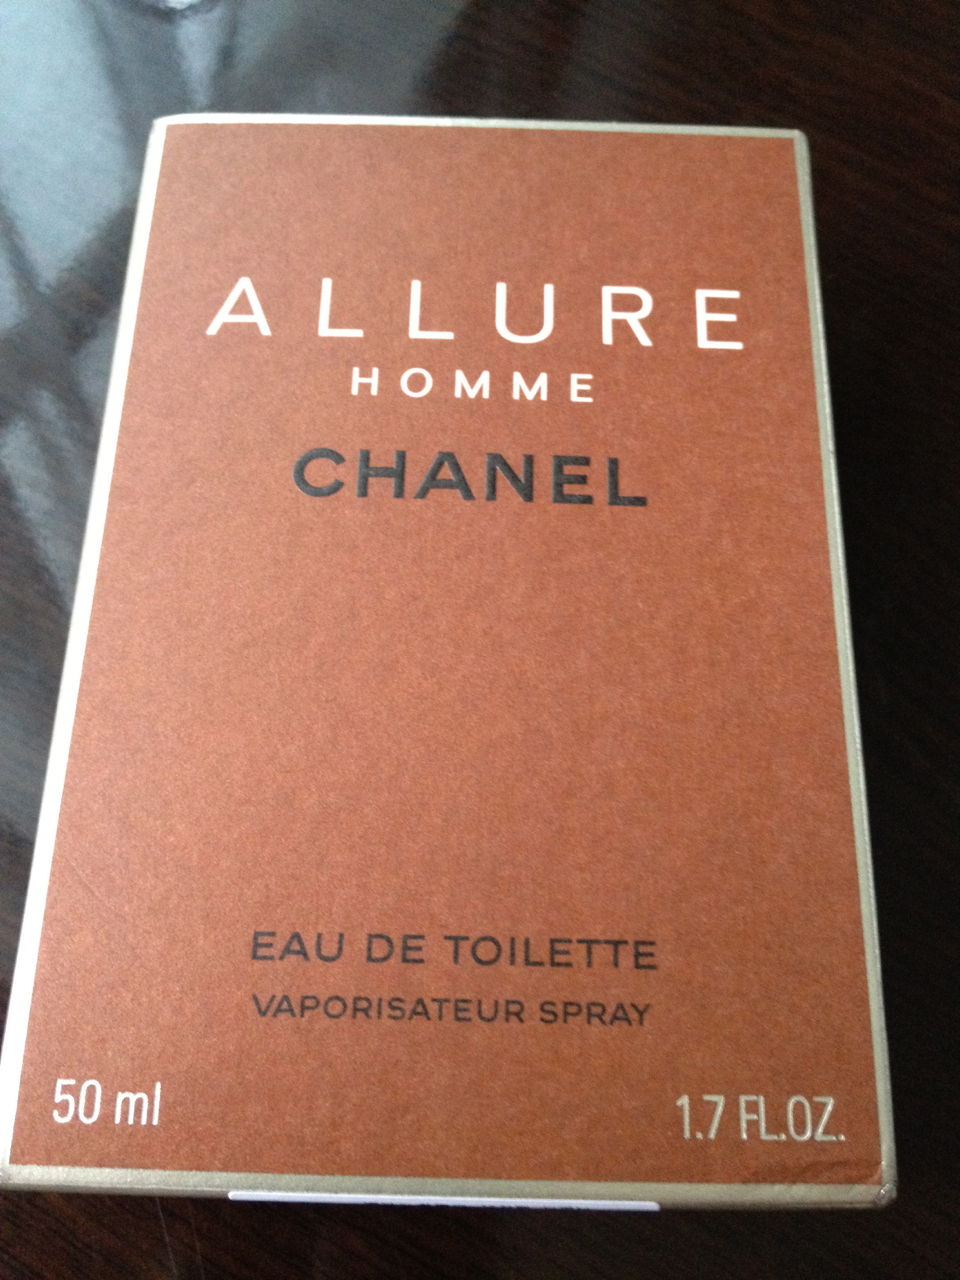 ALLURE
HOMME
CHANEL
EAU DE TOILETTE
VAPORISATEUR SPRAY
50 ml 1.7 FL.OZ.